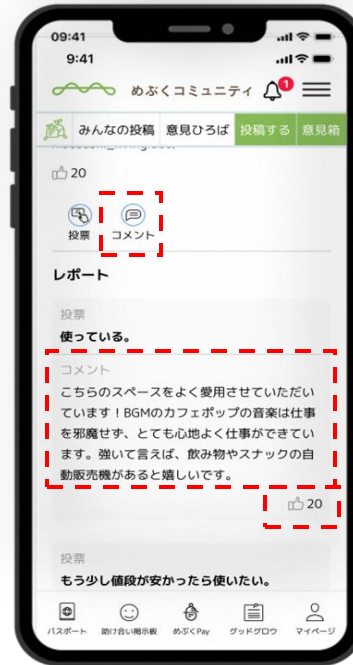 09:41
9:41
めぶくコミュニティ
1
みんなの投稿 意見ひろば 投稿する 意見箱
20
投票 コメント
レポート
投票
使っている。
コメント
こちらのスペースをよく愛用させていただい
ています！BGMのカフェポップの音楽は仕事
を邪魔せず、とても心地よく仕事ができてい
ます。強いて言えば、飲み物やスナックの自
動販売機があると嬉しいです。
20
投票
もう少し値段が安かったら使いたい。
パスポート 助け合い掲示板 めぶくPay グッドグロウ マイページ